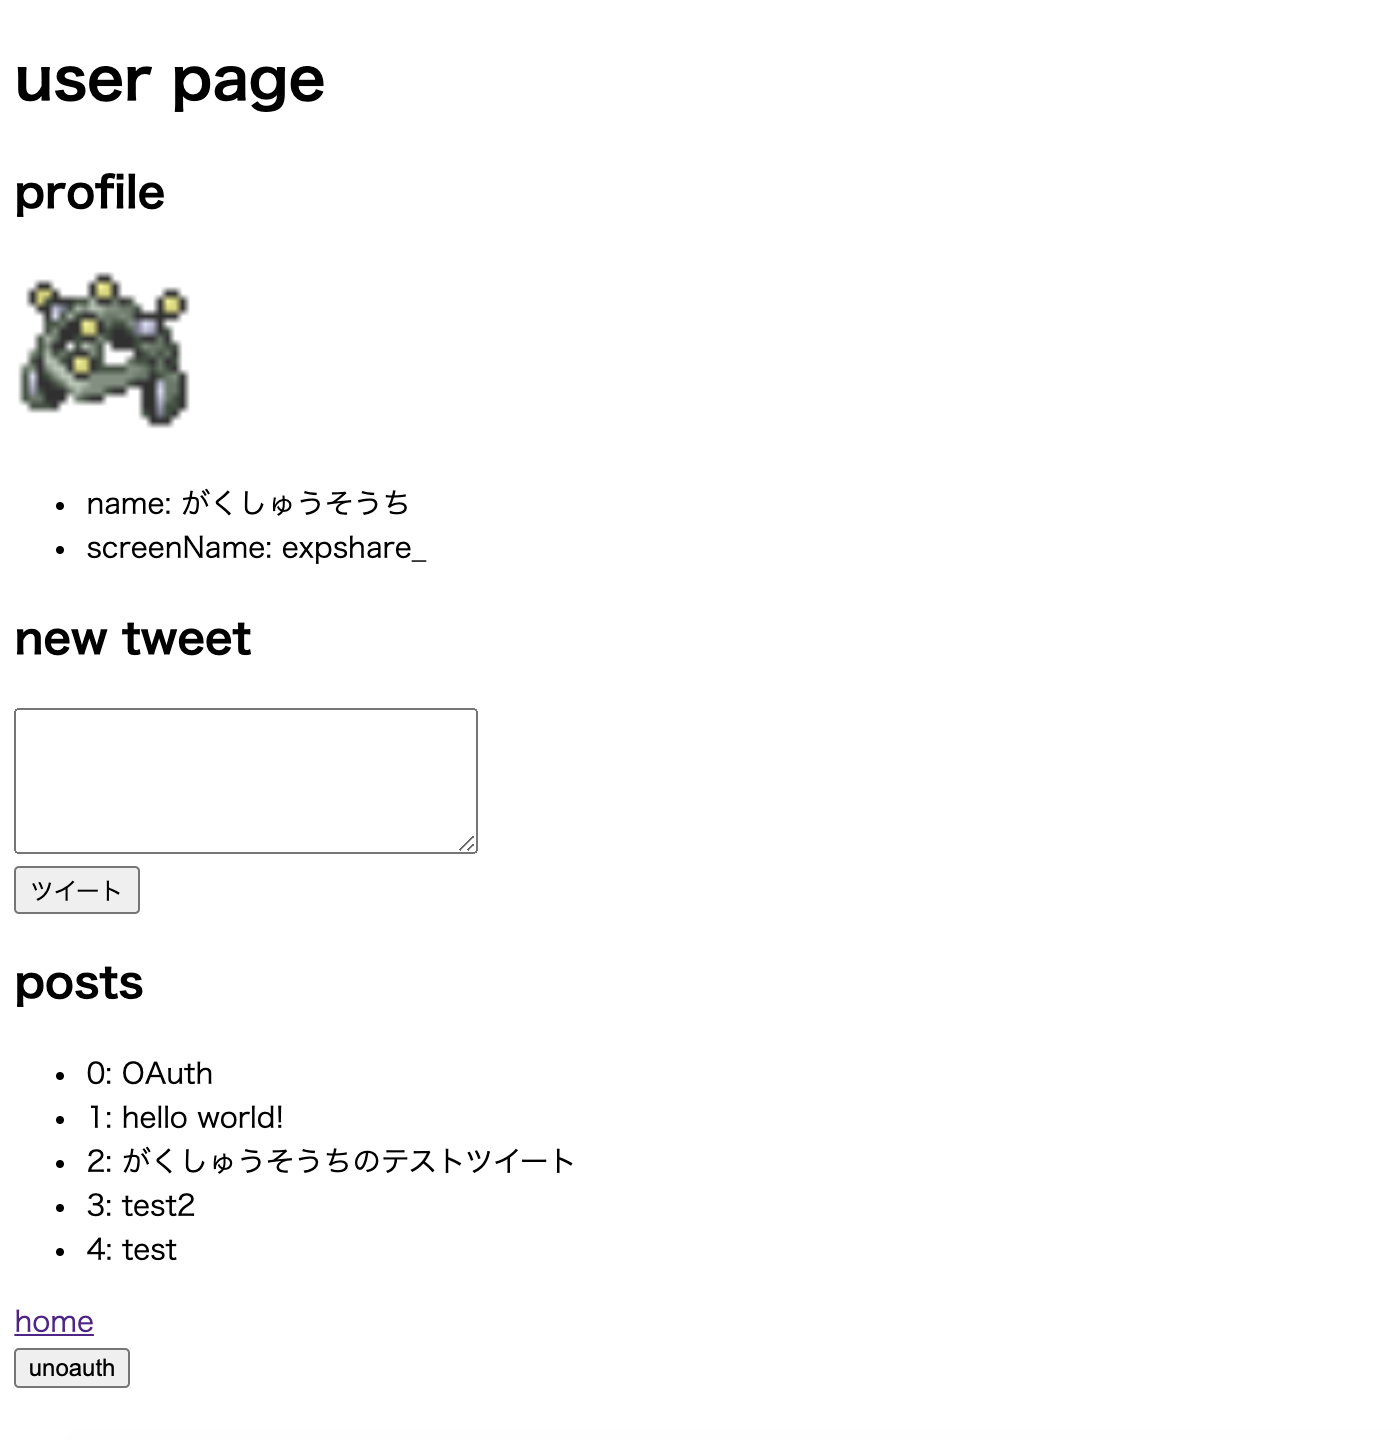 user page
profile
name: がくしゅうそうち
screenName: expshare_
new tweet
ツイート
posts
0: OAuth
1: hello world!
2: がくしゅうそうちのテストツイート
3: test2
4: test
home
unoauth